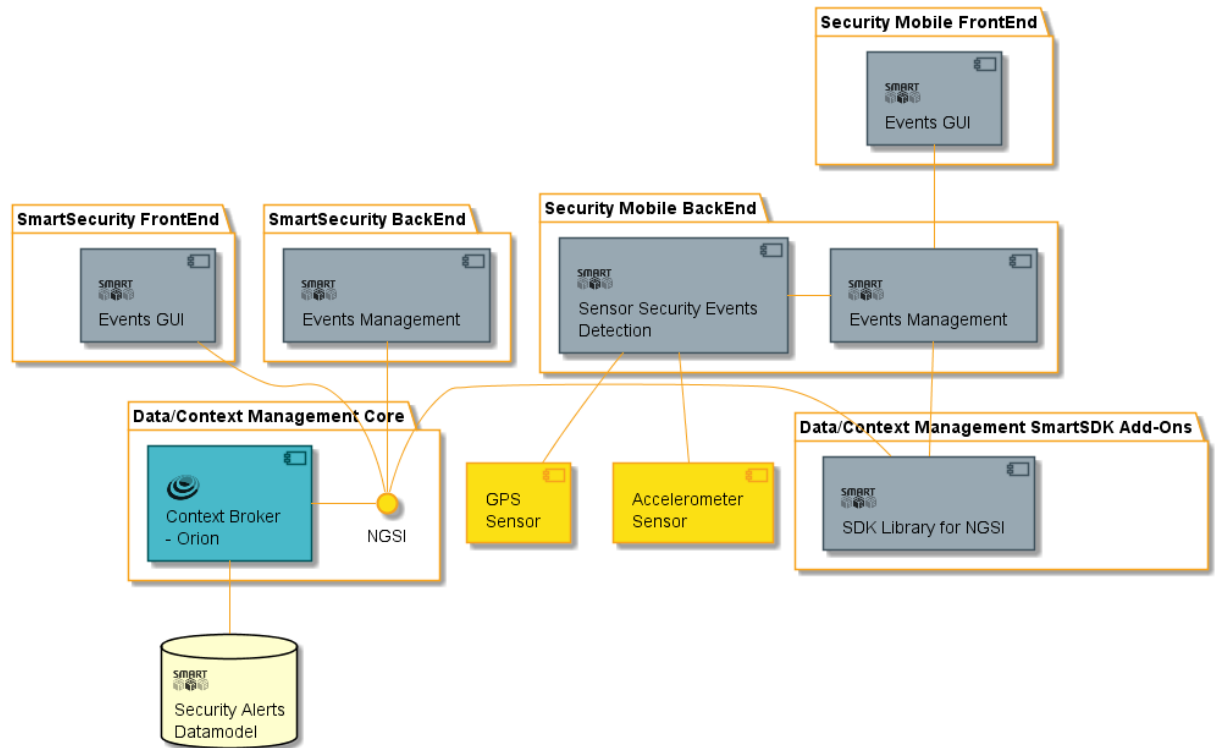 Security Mobile FrontEnd
SMART
Events GUI
SmartSecurity FrontEnd
SMART
Events GUI
SmartSecurity BackEnd
SMART
Events Management
Security Mobile BackEnd
SMART
Sensor Security Events
Detection
SMART
Events Management
Data/Context Management Core
Context Broker
- Orion
NGSI
GPS
Sensor
Accelerometer
Sensor
Data/Context Management SmartSDK Add-Ons
SMART
SDK Library for NGSI
SMART
Security Alerts
Datamodel